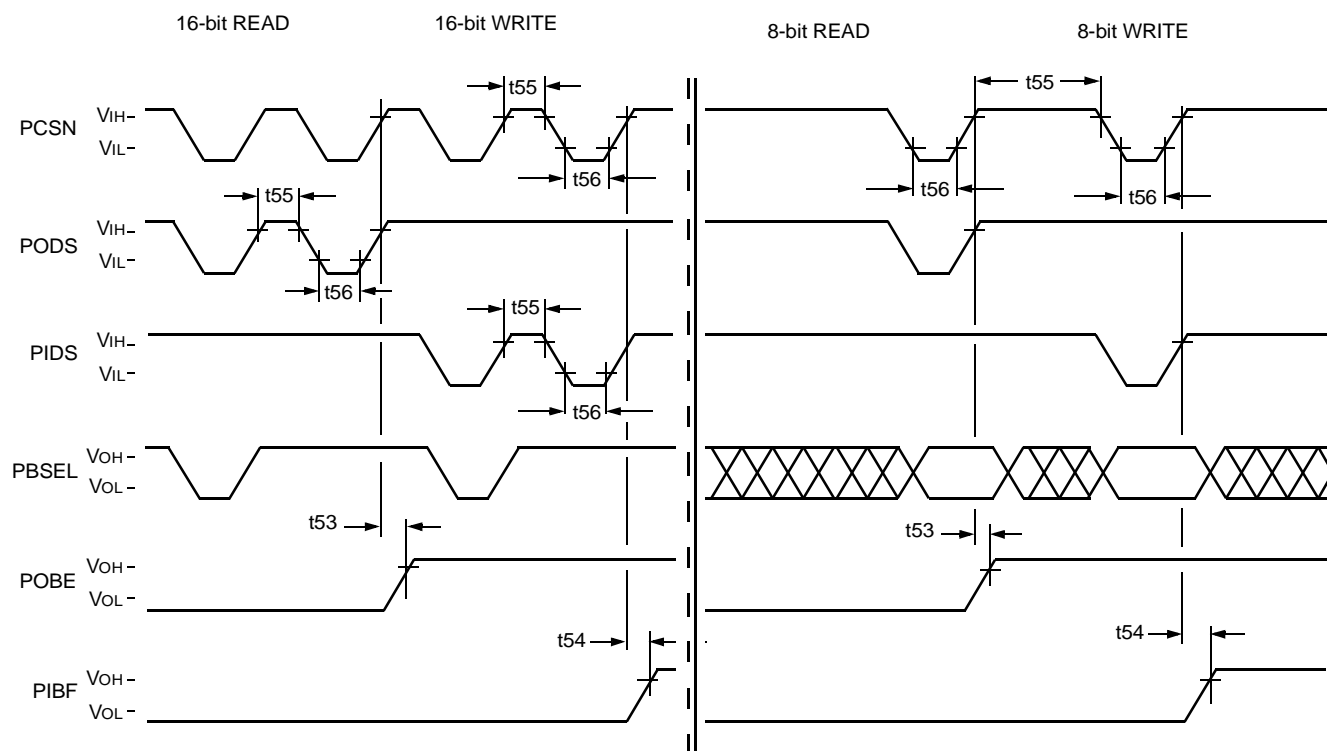 16-bit READ
16-bit WRITE
8-bit READ
8-bit WRITE
t55
t55
PCSN
VIH–
VIL–
t56
t56
t56
t55
PODS
VIH–
VIL–
t56
t55
PIDS
VIH–
VIL–
t56
PBSEL
VOH–
VOL–
t53
t53
POBE
VOH–
VOL–
t54
t54
PIBF
VOH–
VOL–